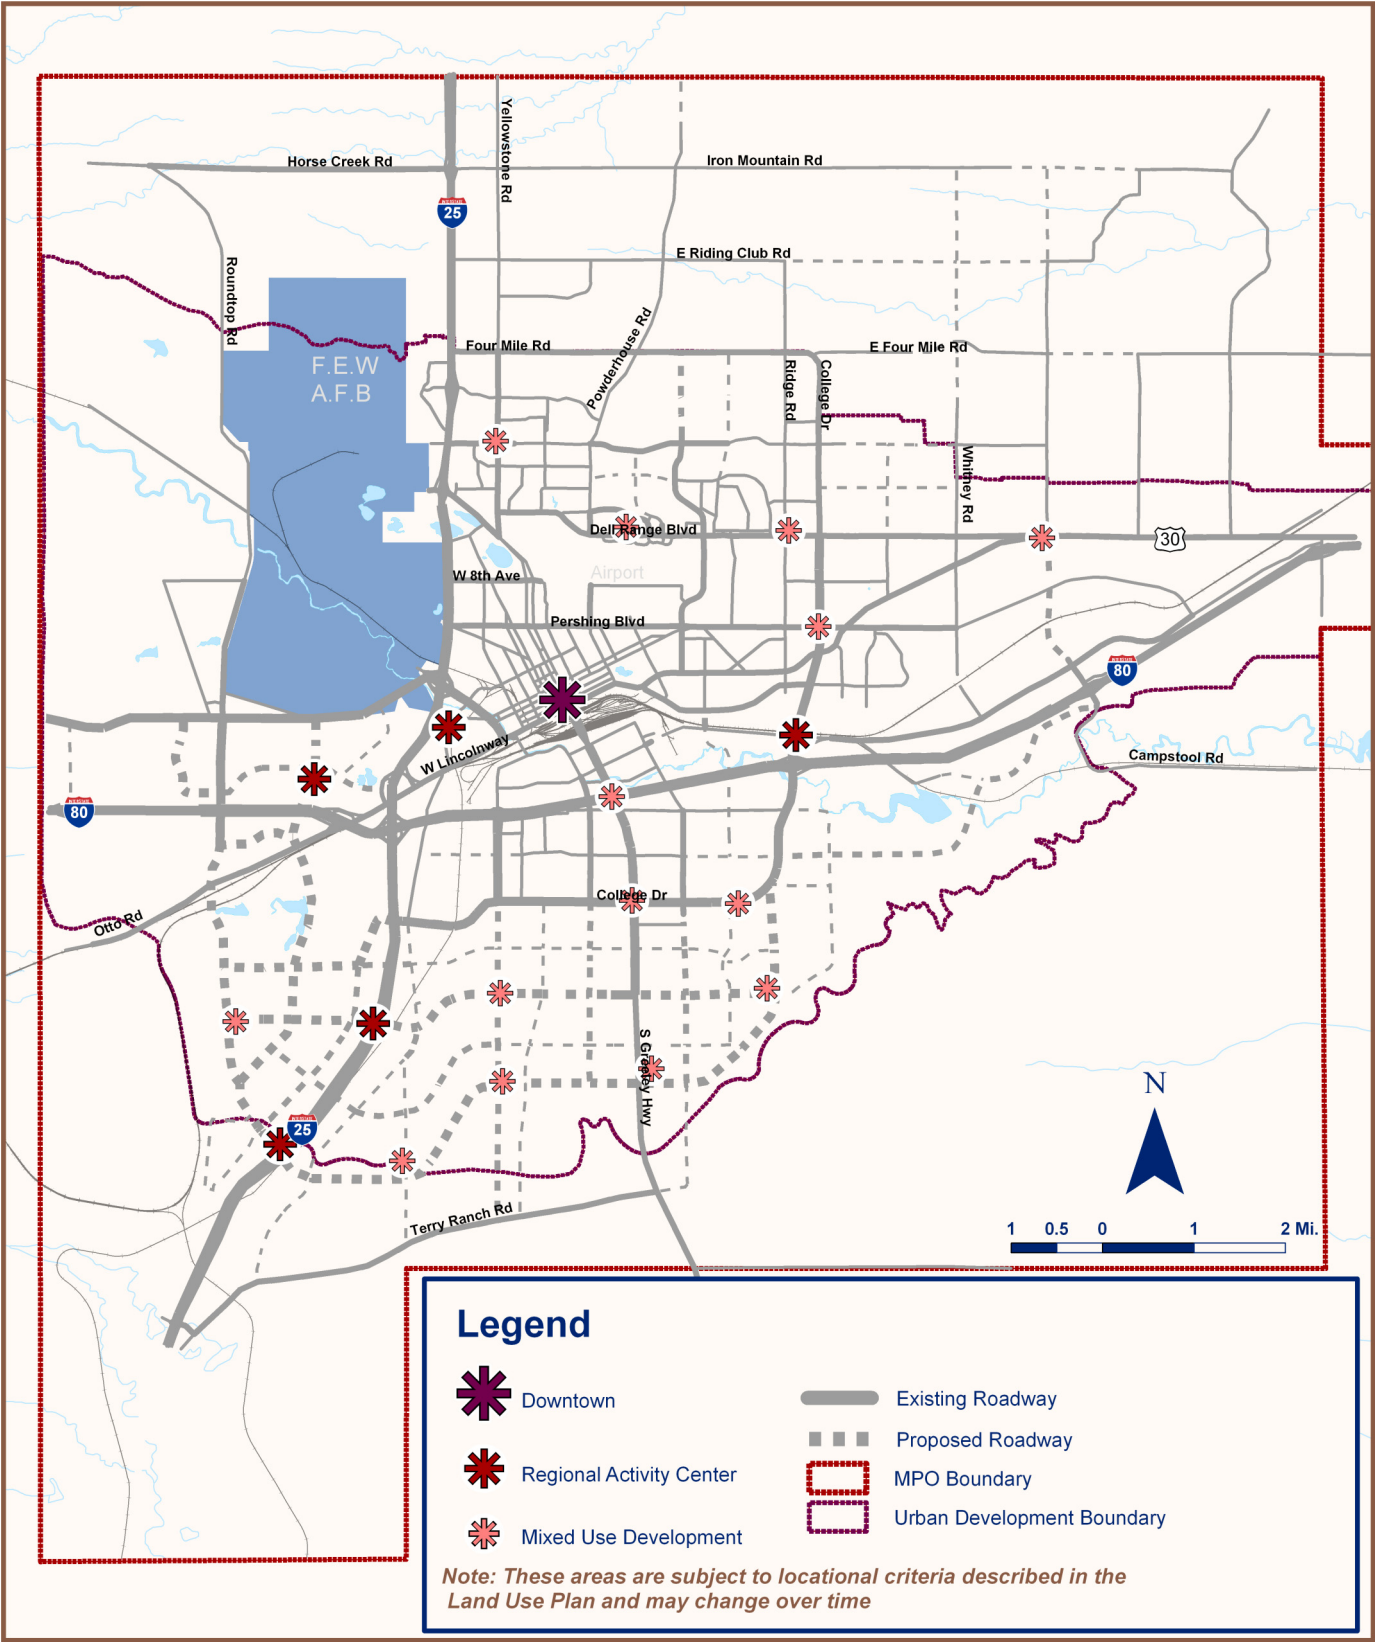 Yellowstone Rd
Horse Creek Rd
Iron Mountain Rd
INTERSTATE
25
E Riding Club Rd
Roundtop Rd
Powderhouse Rd
Four Mile Rd
E Four Mile Rd
F.E.W
A.F.B
Ridge Rd
College Dr
Whitney Rd
Dell Range Blvd
30
W 8th Ave
Airport
Pershing Blvd
INTERSTATE
80
W Lincolnway
Campstool Rd
INTERSTATE
80
College Dr
Otto Rd
S Greeley Hwy
INTERSTATE
25
N
Terry Ranch Rd
1 0.5 0 1 2 Mi.
Legend
Downtown
Existing Roadway
Proposed Roadway
Regional Activity Center
MPO Boundary
Urban Development Boundary
Mixed Use Development
Note: These areas are subject to locational criteria described in the
Land Use Plan and may change over time